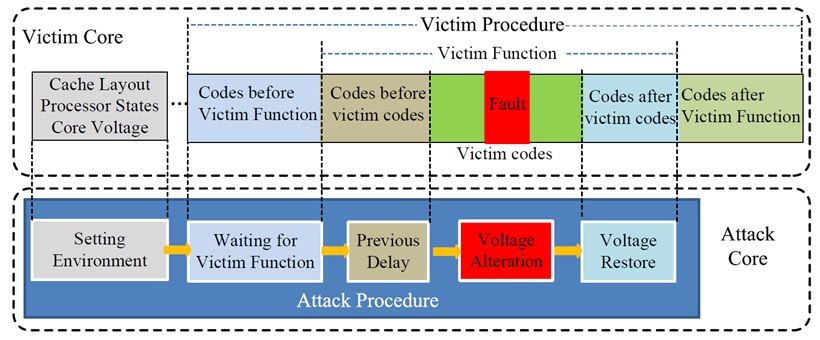 Victim Procedure
Victim Core
Victim Function
Cache Layout
Processor States
Core Voltage
...
Codes before
Victim Function
Codes before
victim codes
Fault
Victim codes
Codes after
victim codes
Codes after
Victim Function
Setting
Environment
Waiting for
Victim Function
Previous
Delay
Voltage
Alteration
Voltage
Restore
Attack
Core
Attack Procedure